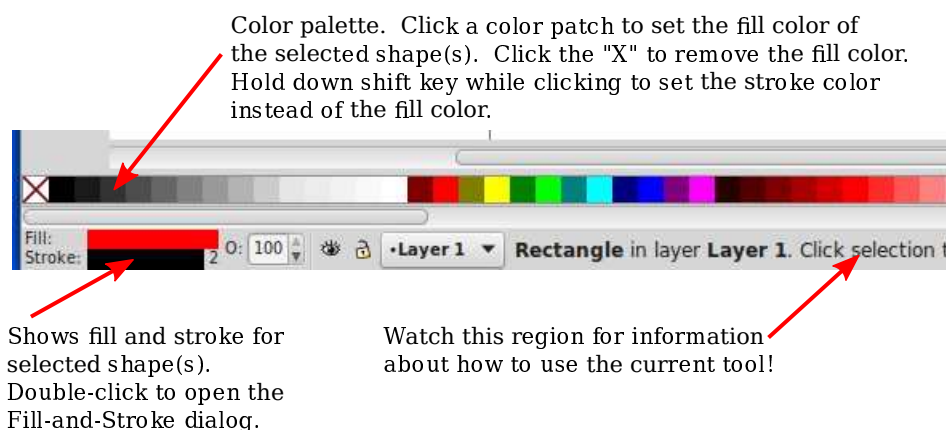 Color palette.  Click a color patch to set the fill color of
the selected shape(s).  Click the "X" to remove the fill color.
Hold down shift key while clicking to set the stroke color
instead of the fill color.
Fill:
Stroke:
2
O: 100
•Layer 1
Rectangle in layer Layer 1. Click selection t
Shows fill and stroke for
selected shape(s).
Double-click to open the
Fill-and-Stroke dialog.
Watch this region for information
about how to use the current tool!